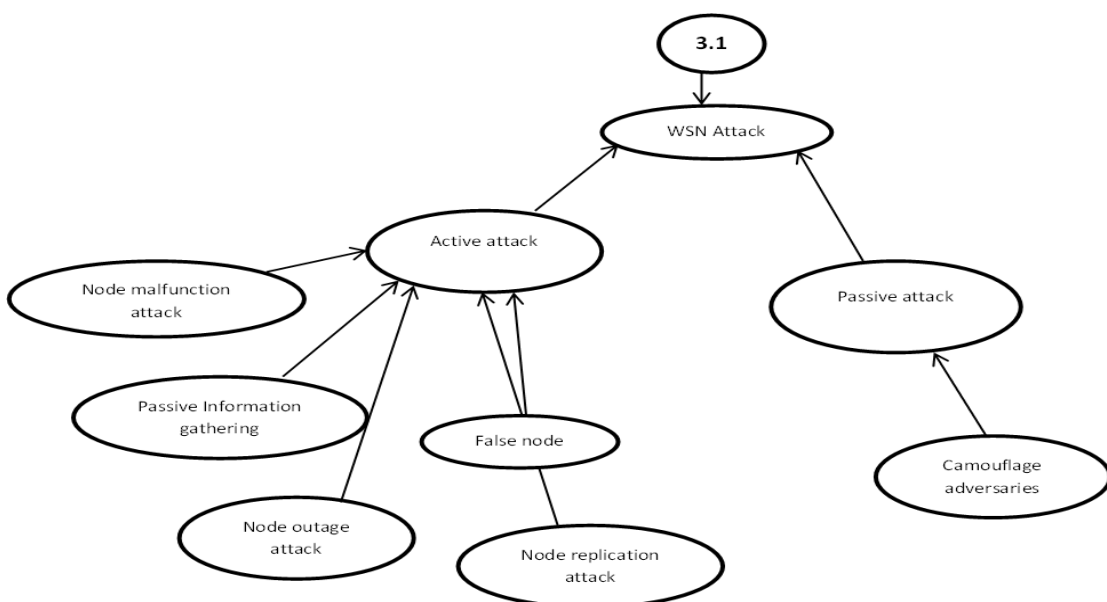 3.1
WSN Attack
Active attack
Node malfunction
attack
Passive attack
Passive Information
gathering
False node
Camouflage
adversaries
Node outage
attack
Node replication
attack